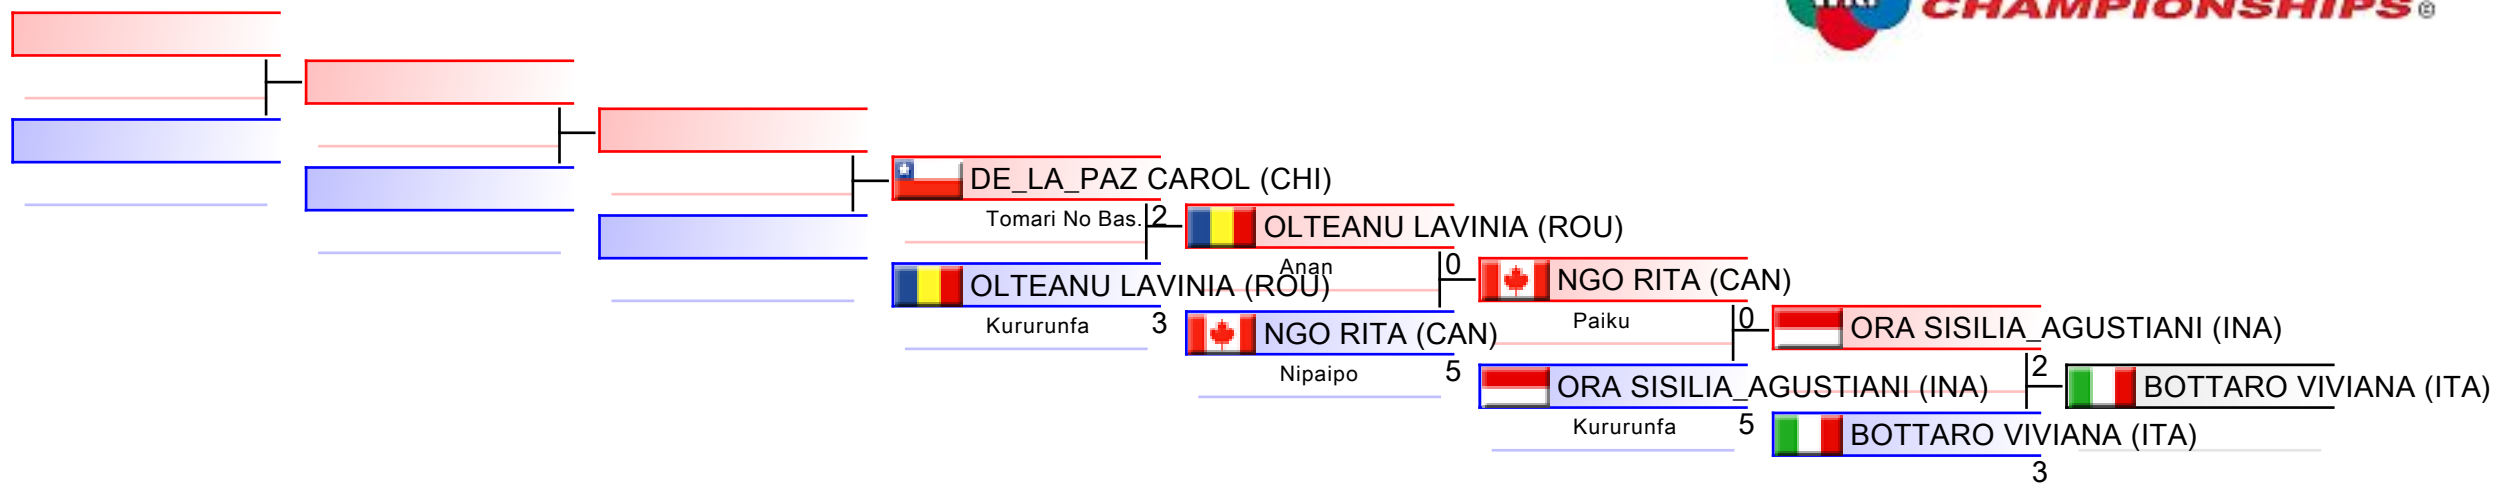 CHAMPIONSHIPS®
DE_LA_PAZ CAROL (CHI)
Tomari No Bas. 2
OLTEANU LAVINIA (ROU)
Kururunfa 3
OLTEANU LAVINIA (ROU)
Anan 0
NGO RITA (CAN)
Nipaipo 5
NGO RITA (CAN)
Paiku 0
ORA SISILIA_AGUSTIANI (INA)
Kururunfa 5
ORA SISILIA_AGUSTIANI (INA)
2
BOTTARO VIVIANA (ITA)
3
BOTTARO VIVIANA (ITA)